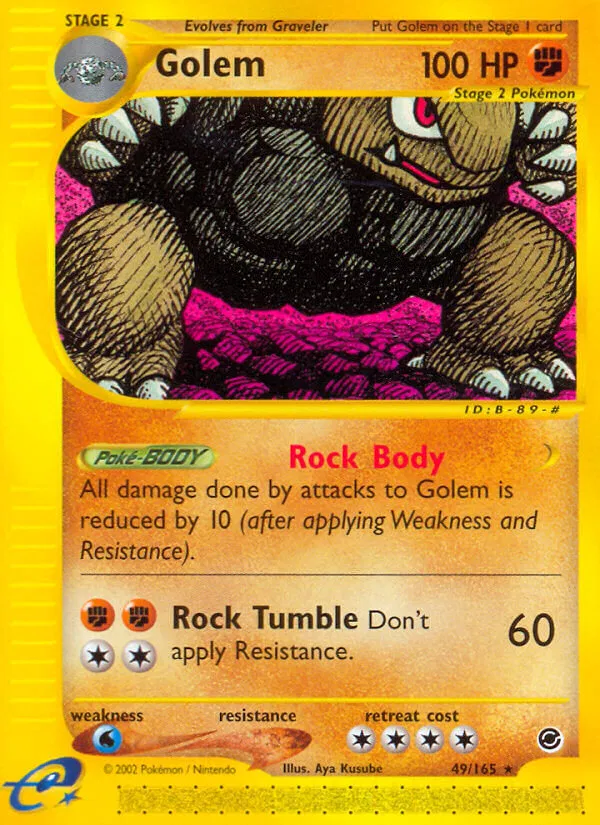 STAGE 2 Evolves from Graveler Put Golem on the Stage 1 card
Golem 100 HP
Stage 2 Pokémon
ID:B-89-#
Poké-BODY Rock Body
All damage done by attacks to Golem is
reduced by 10 (after applying Weakness and
Resistance).
Rock Tumble Don't 60
apply Resistance.
weakness resistance retreat cost
© 2002 Pokémon / Nintendo Illus. Aya Kusube 49/165 ★
e